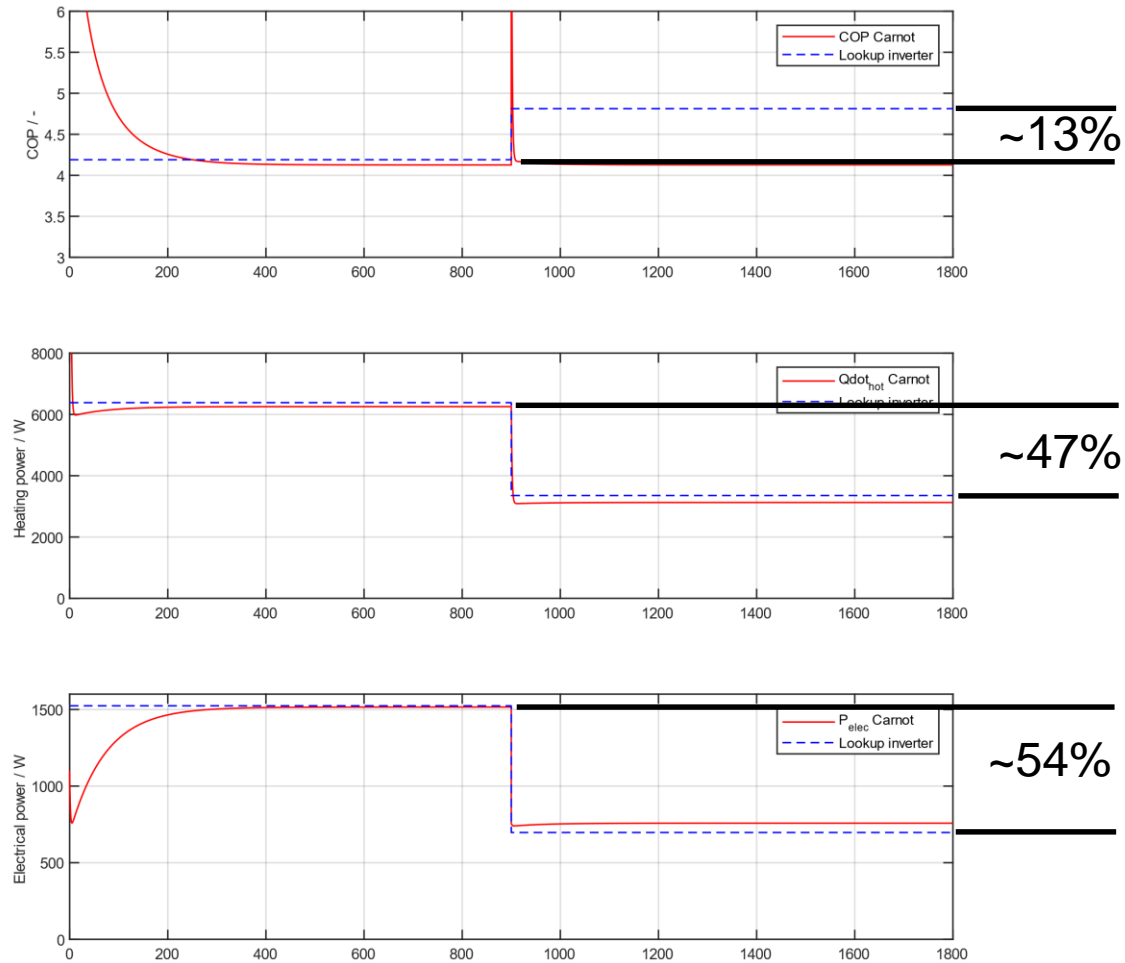 6
5.5
5
4.5
4
3.5
3
COP / -
COP Carnot
Lookup inverter
~13%
0 200 400 600 800 1000 1200 1400 1600 1800
8000
6000
4000
2000
0
Heating power / W
Qdot_hot Carnot
Lookup inverter
~47%
0 200 400 600 800 1000 1200 1400 1600 1800
1500
1000
500
0
Electrical power / W
P_elec Carnot
Lookup inverter
~54%
0 200 400 600 800 1000 1200 1400 1600 1800